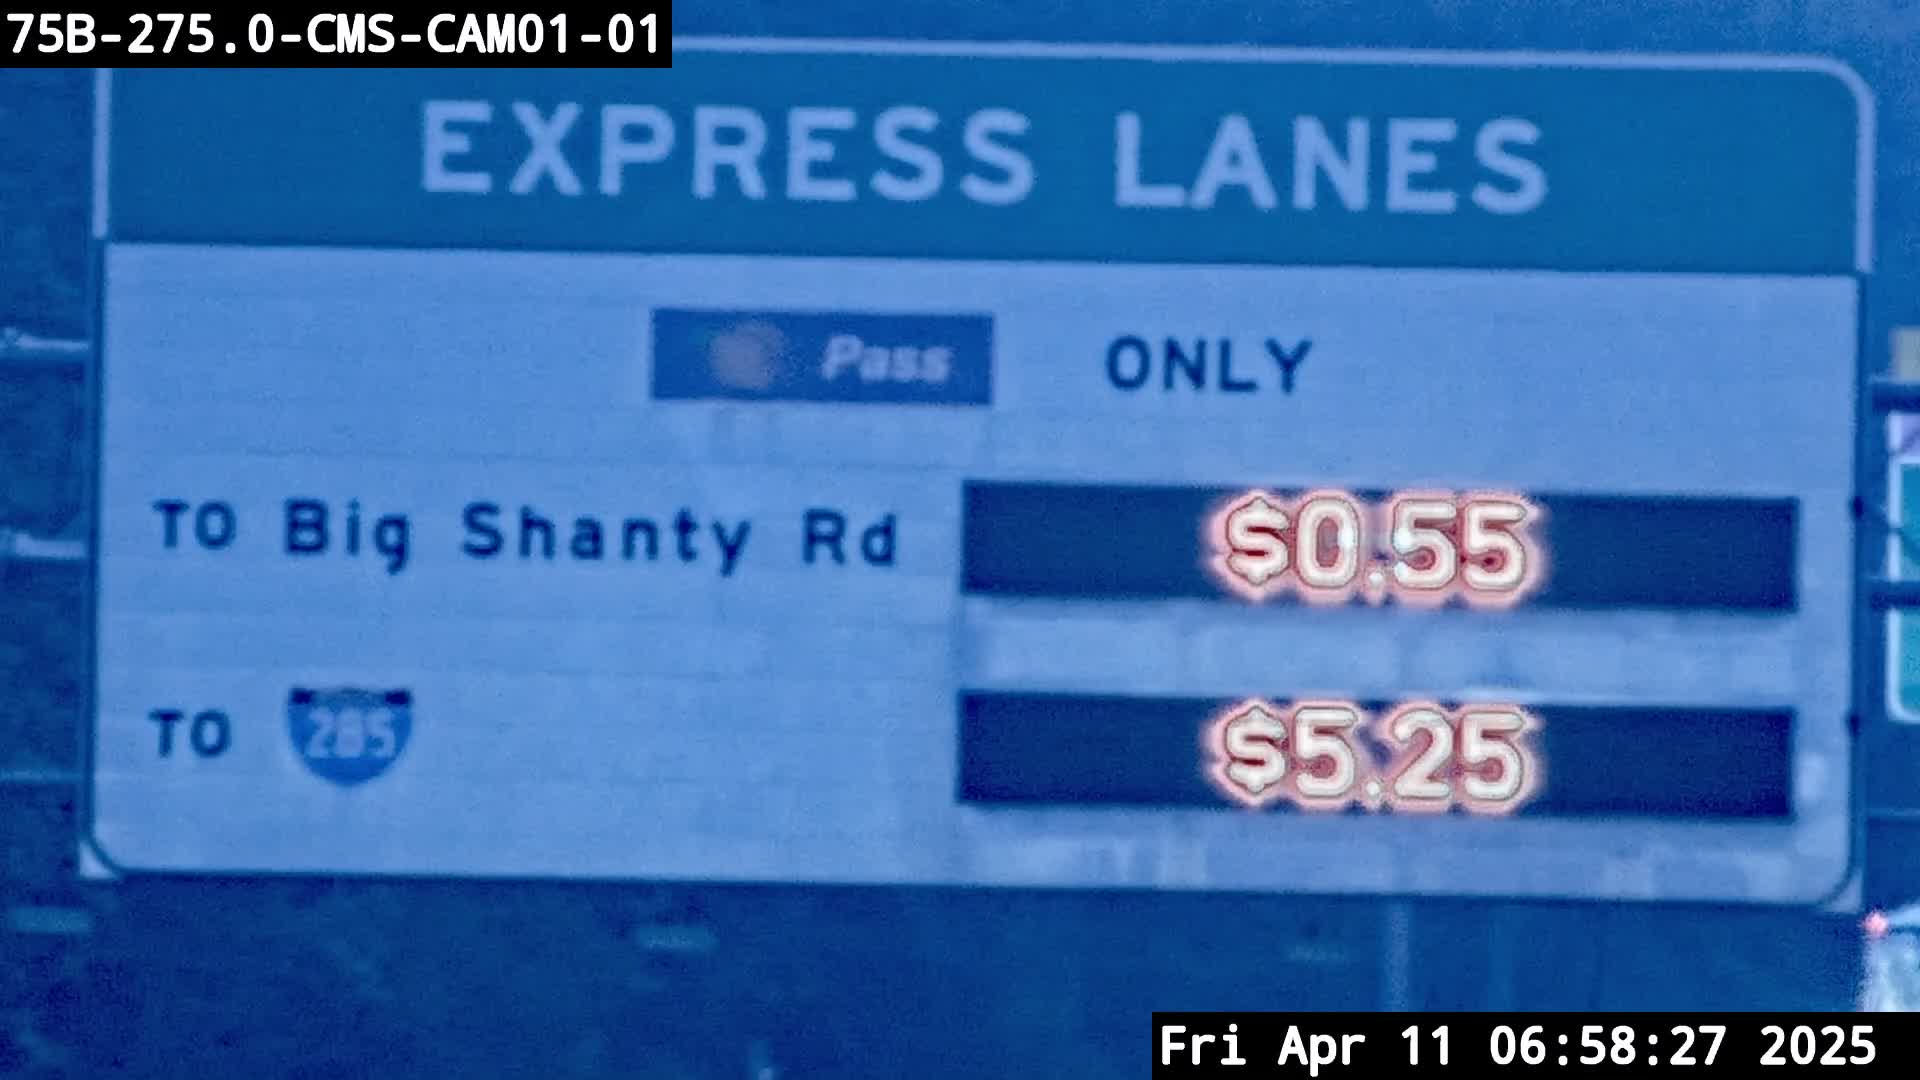 75B-275.0-CMS-CAM01-01
EXPRESS LANES
Pass ONLY
TO Big Shanty Rd $0.55
TO 285 $5.25
Fri Apr 11 06:58:27 2025